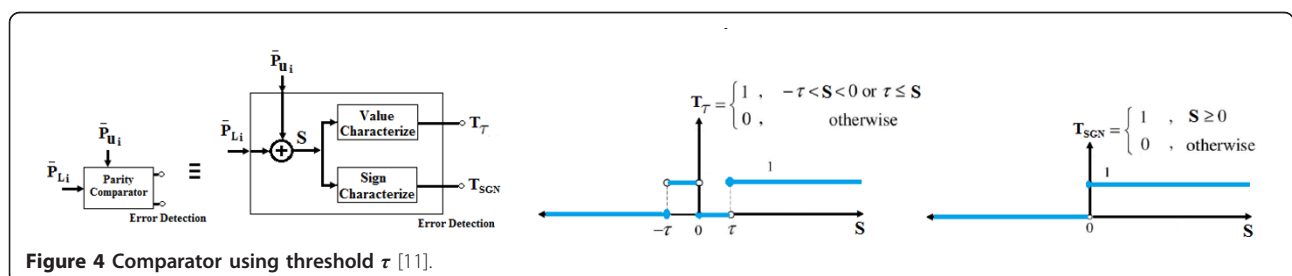 P̄ui
P̄Li
Parity
Comparator
Error Detection
≡
P̄ui
P̄Li
+
S
Value
Characterize
Sign
Characterize
Tτ
TSGN
Error Detection
Tτ = { 1 , −τ < S < 0 or τ ≤ S
0 , otherwise
1
−τ 0 τ S
TSGN = { 1 , S ≥ 0
0 , otherwise
1
0 S
Figure 4 Comparator using threshold τ [11].